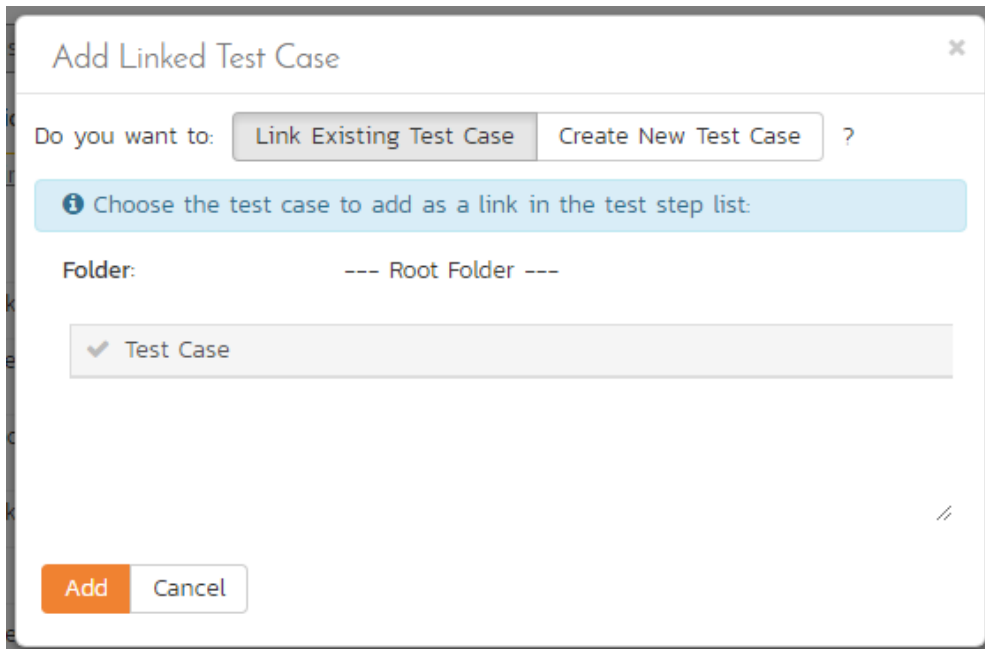 Add Linked Test Case ×
Do you want to: Link Existing Test Case Create New Test Case ?
Choose the test case to add as a link in the test step list:
Folder: --- Root Folder ---
Test Case
Add Cancel